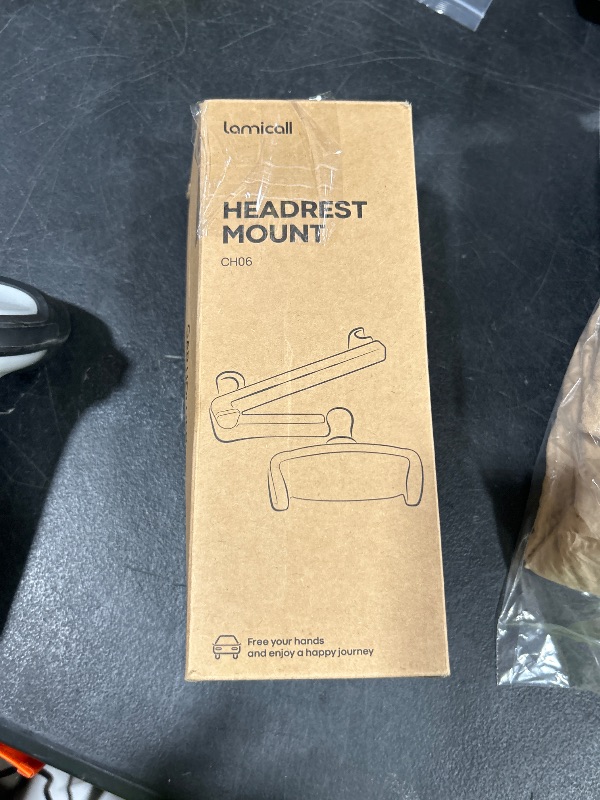 Lamicall
HEADREST
MOUNT
CH06
Free your hands
and enjoy a happy journey